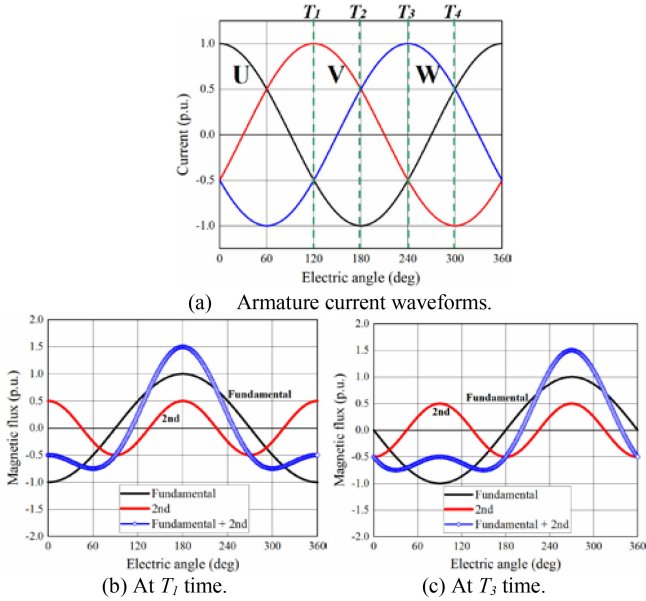 T1 T2 T3 T4
1.0
0.5
0.0
-0.5
-1.0
Current (p.u.)
U V W
0 60 120 180 240 300 360
Electric angle (deg)
(a) Armature current waveforms.
2.0
1.5
1.0
0.5
0.0
-0.5
-1.0
-1.5
-2.0
Magnetic flux (p.u.)
Fundamental
2nd
Fundamental
2nd
Fundamental + 2nd
0 60 120 180 240 300 360
Electric angle (deg)
(b) At T1 time.
2.0
1.5
1.0
0.5
0.0
-0.5
-1.0
-1.5
-2.0
Magnetic flux (p.u.)
Fundamental
2nd
Fundamental
2nd
Fundamental + 2nd
0 60 120 180 240 300 360
Electric angle (deg)
(c) At T3 time.